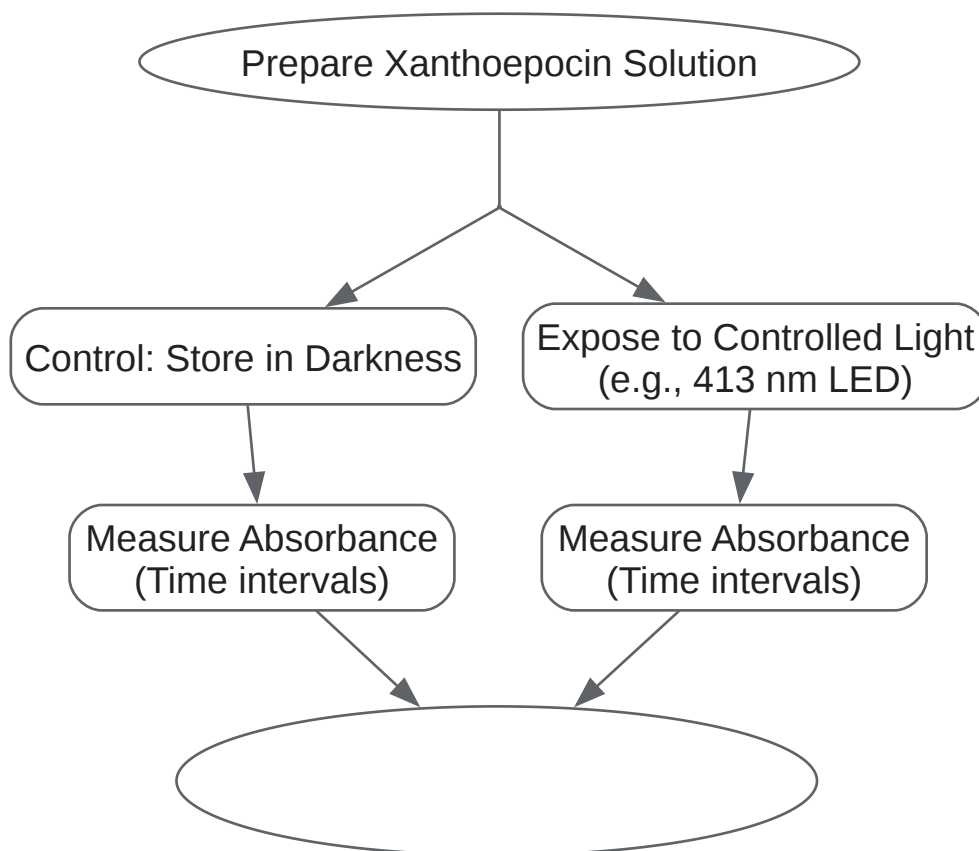 Prepare Xanthoepocin Solution
Control: Store in Darkness
Expose to Controlled Light
(e.g., 413 nm LED)
Measure Absorbance
(Time intervals)
Measure Absorbance
(Time intervals)